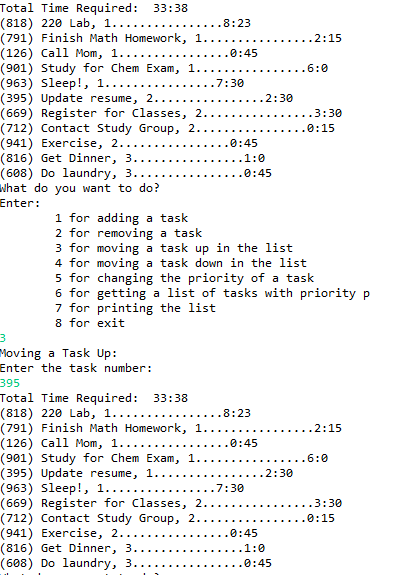 Total Time Required:  33:38
(818) 220 Lab, 1................8:23
(791) Finish Math Homework, 1................2:15
(126) Call Mom, 1................0:45
(901) Study for Chem Exam, 1................6:0
(963) Sleep!, 1................7:30
(395) Update resume, 2................2:30
(669) Register for Classes, 2................3:30
(712) Contact Study Group, 2................0:15
(941) Exercise, 2................0:45
(816) Get Dinner, 3................1:0
(608) Do laundry, 3................0:45
What do you want to do?
Enter:
1 for adding a task
2 for removing a task
3 for moving a task up in the list
4 for moving a task down in the list
5 for changing the priority of a task
6 for getting a list of tasks with priority p
7 for printing the list
8 for exit
3
Moving a Task Up:
Enter the task number:
395
Total Time Required:  33:38
(818) 220 Lab, 1................8:23
(791) Finish Math Homework, 1................2:15
(126) Call Mom, 1................0:45
(901) Study for Chem Exam, 1................6:0
(395) Update resume, 1................2:30
(963) Sleep!, 1................7:30
(669) Register for Classes, 2................3:30
(712) Contact Study Group, 2................0:15
(941) Exercise, 2................0:45
(816) Get Dinner, 3................1:0
(608) Do laundry, 3................0:45